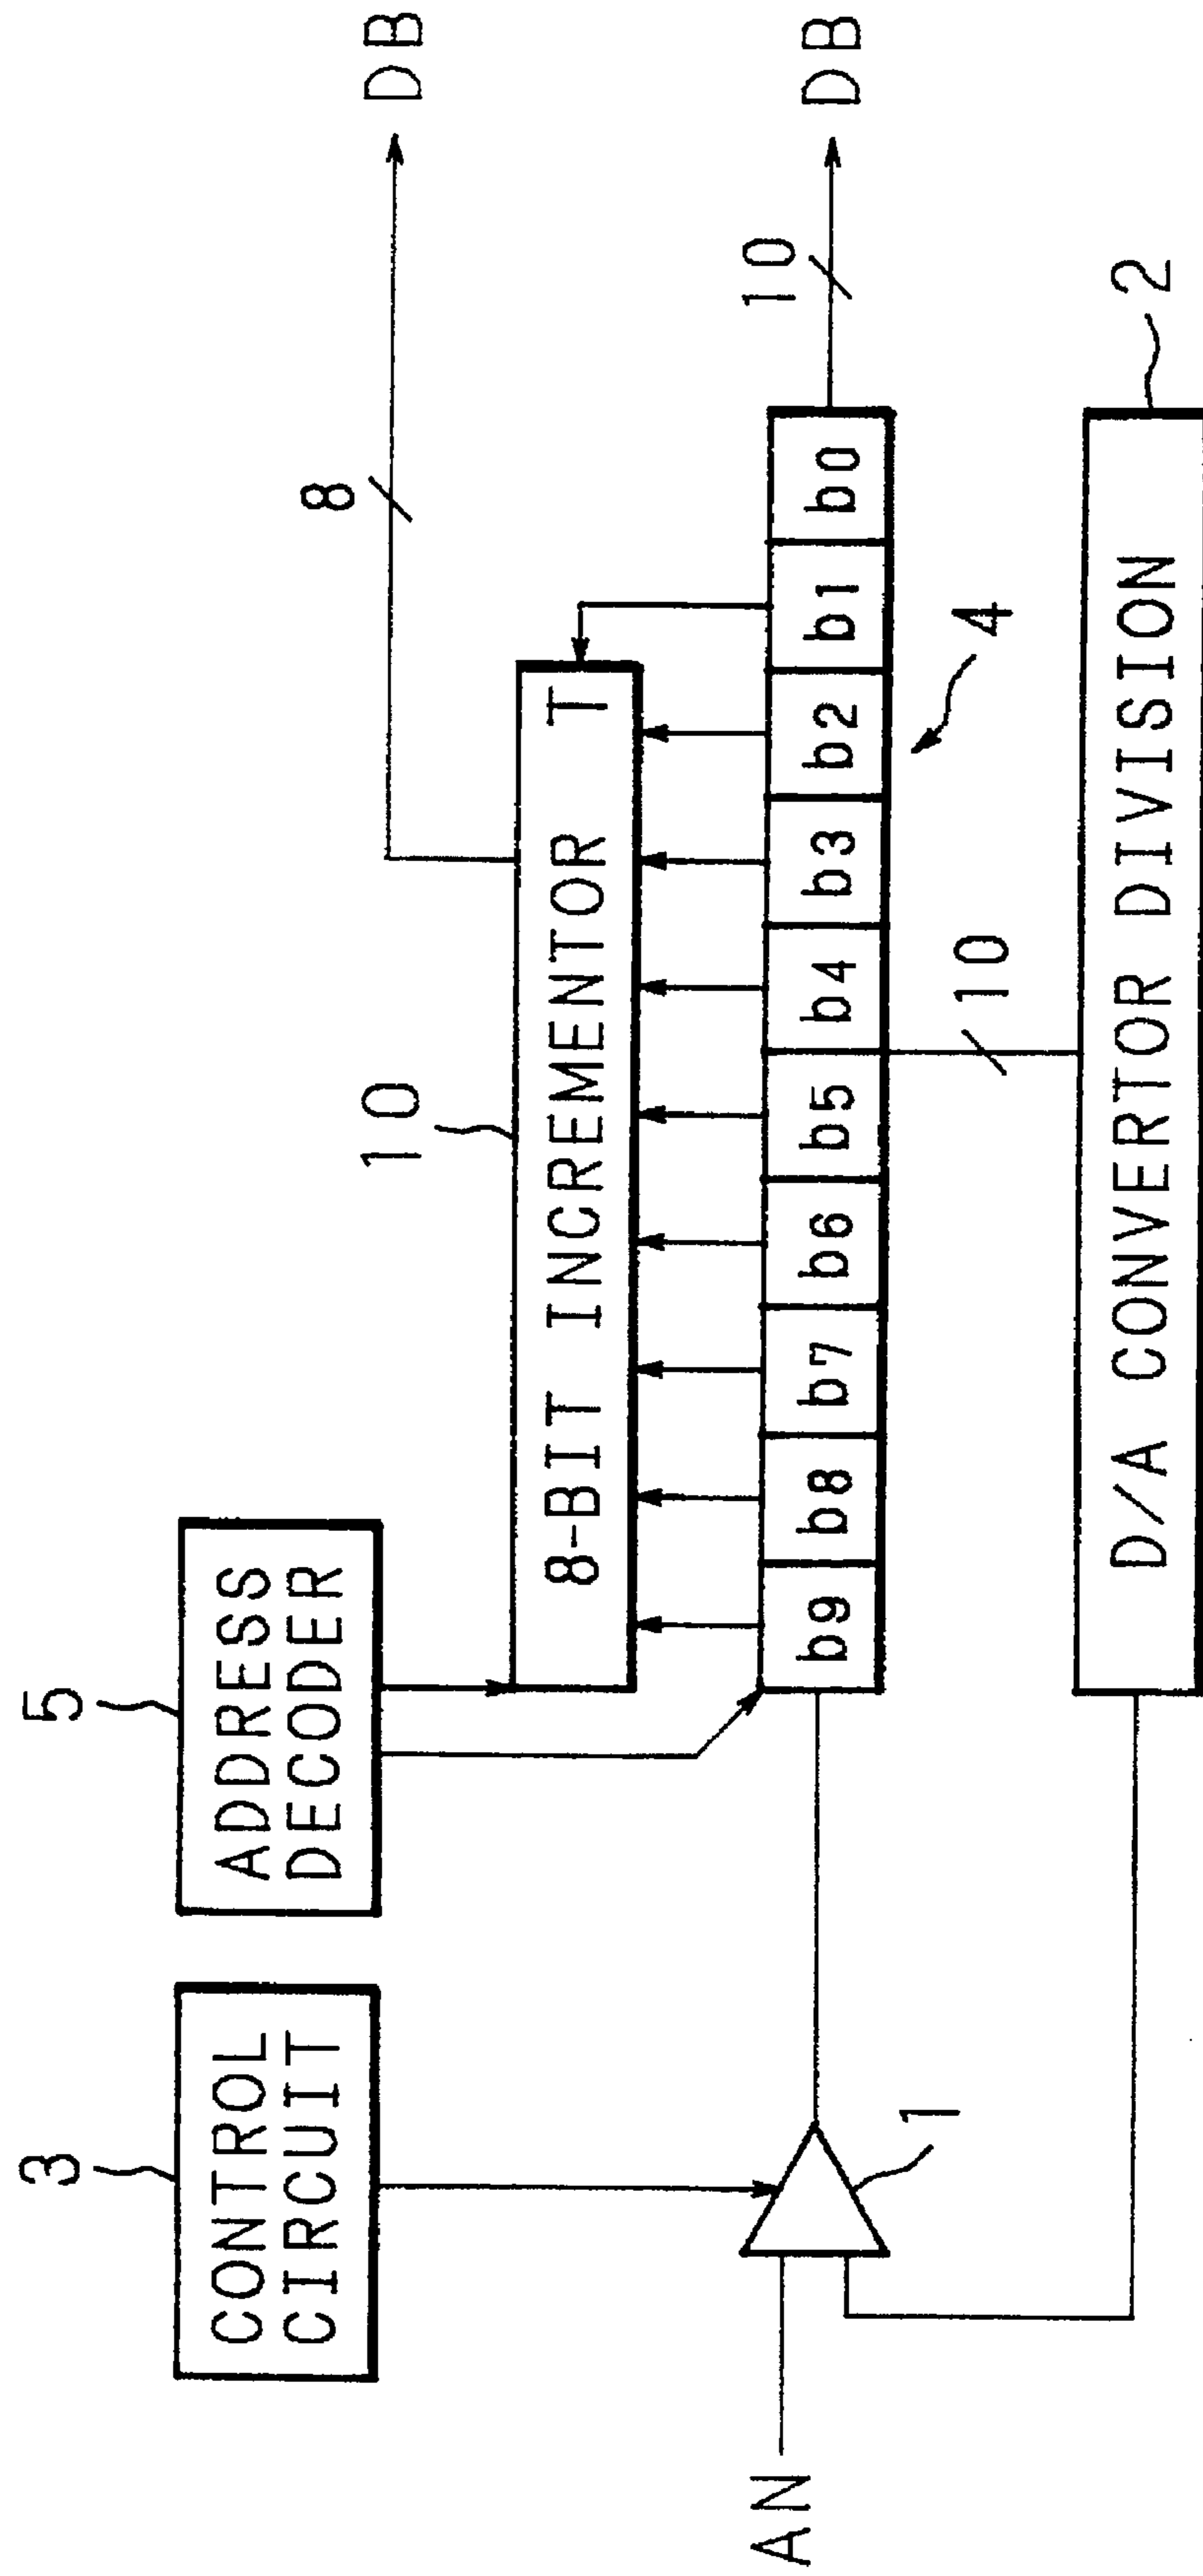 3
CONTROL
CIRCUIT
5
ADDRESS
DECODER
8
DB
10
8-BIT INCREMENTOR T
AN
1
b9 b8 b7 b6 b5 b4 b3 b2 b1 b0
10
DB
4
10
2
D/A CONVERTOR DIVISION